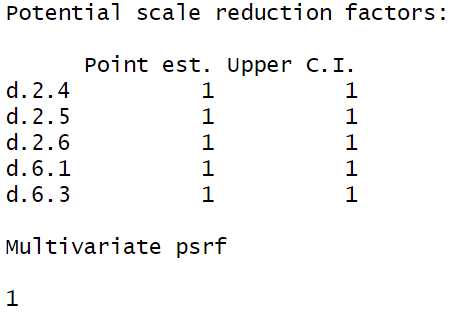 Potential scale reduction factors:
Point est. Upper C.I.
d.2.4 1 1
d.2.5 1 1
d.2.6 1 1
d.6.1 1 1
d.6.3 1 1
Multivariate psrf
1